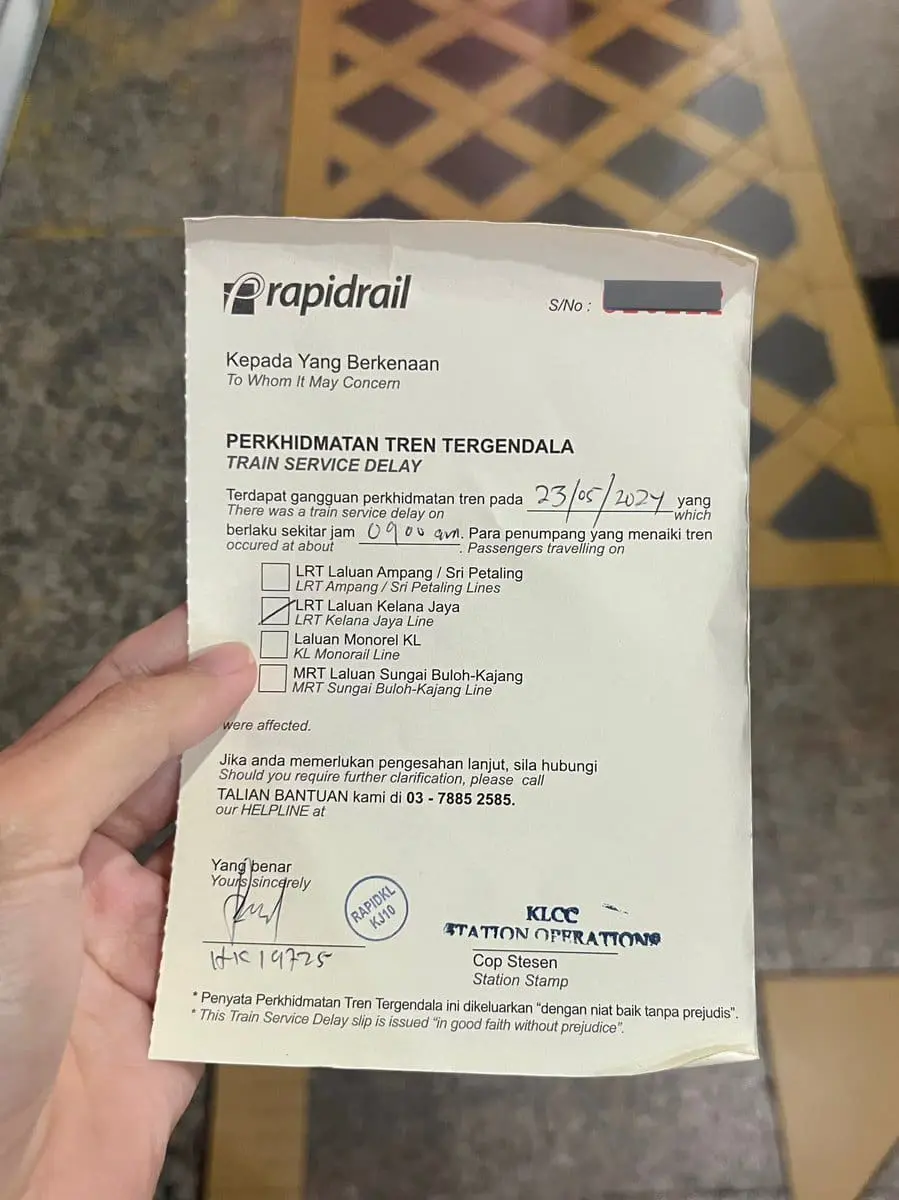 rapidrail
S/No :
Kepada Yang Berkenaan
To Whom It May Concern
PERKHIDMATAN TREN TERGENDALA
TRAIN SERVICE DELAY
Terdapat gangguan perkhidmatan tren pada 23/05/2024 yang
There was a train service delay on which
berlaku sekitar jam 0900 am. Para penumpang yang menaiki tren
occured at about . Passengers travelling on
LRT Laluan Ampang / Sri Petaling
LRT Ampang / Sri Petaling Lines
LRT Laluan Kelana Jaya
LRT Kelana Jaya Line
Laluan Monorel KL
KL Monorail Line
MRT Laluan Sungai Buloh-Kajang
MRT Sungai Buloh-Kajang Line
were affected.
Jika anda memerlukan pengesahan lanjut, sila hubungi
Should you require further clarification, please call
TALIAN BANTUAN kami di 03 - 7885 2585.
our HELPLINE at
Yang benar
Yours sincerely
RAPIDKL
KJ10
KLCC
STATION OPERATIONS
HK19725
Cop Stesen
Station Stamp
* Penyata Perkhidmatan Tren Tergendala ini dikeluarkan “dengan niat baik tanpa prejudis”.
* This Train Service Delay slip is issued “in good faith without prejudice”.